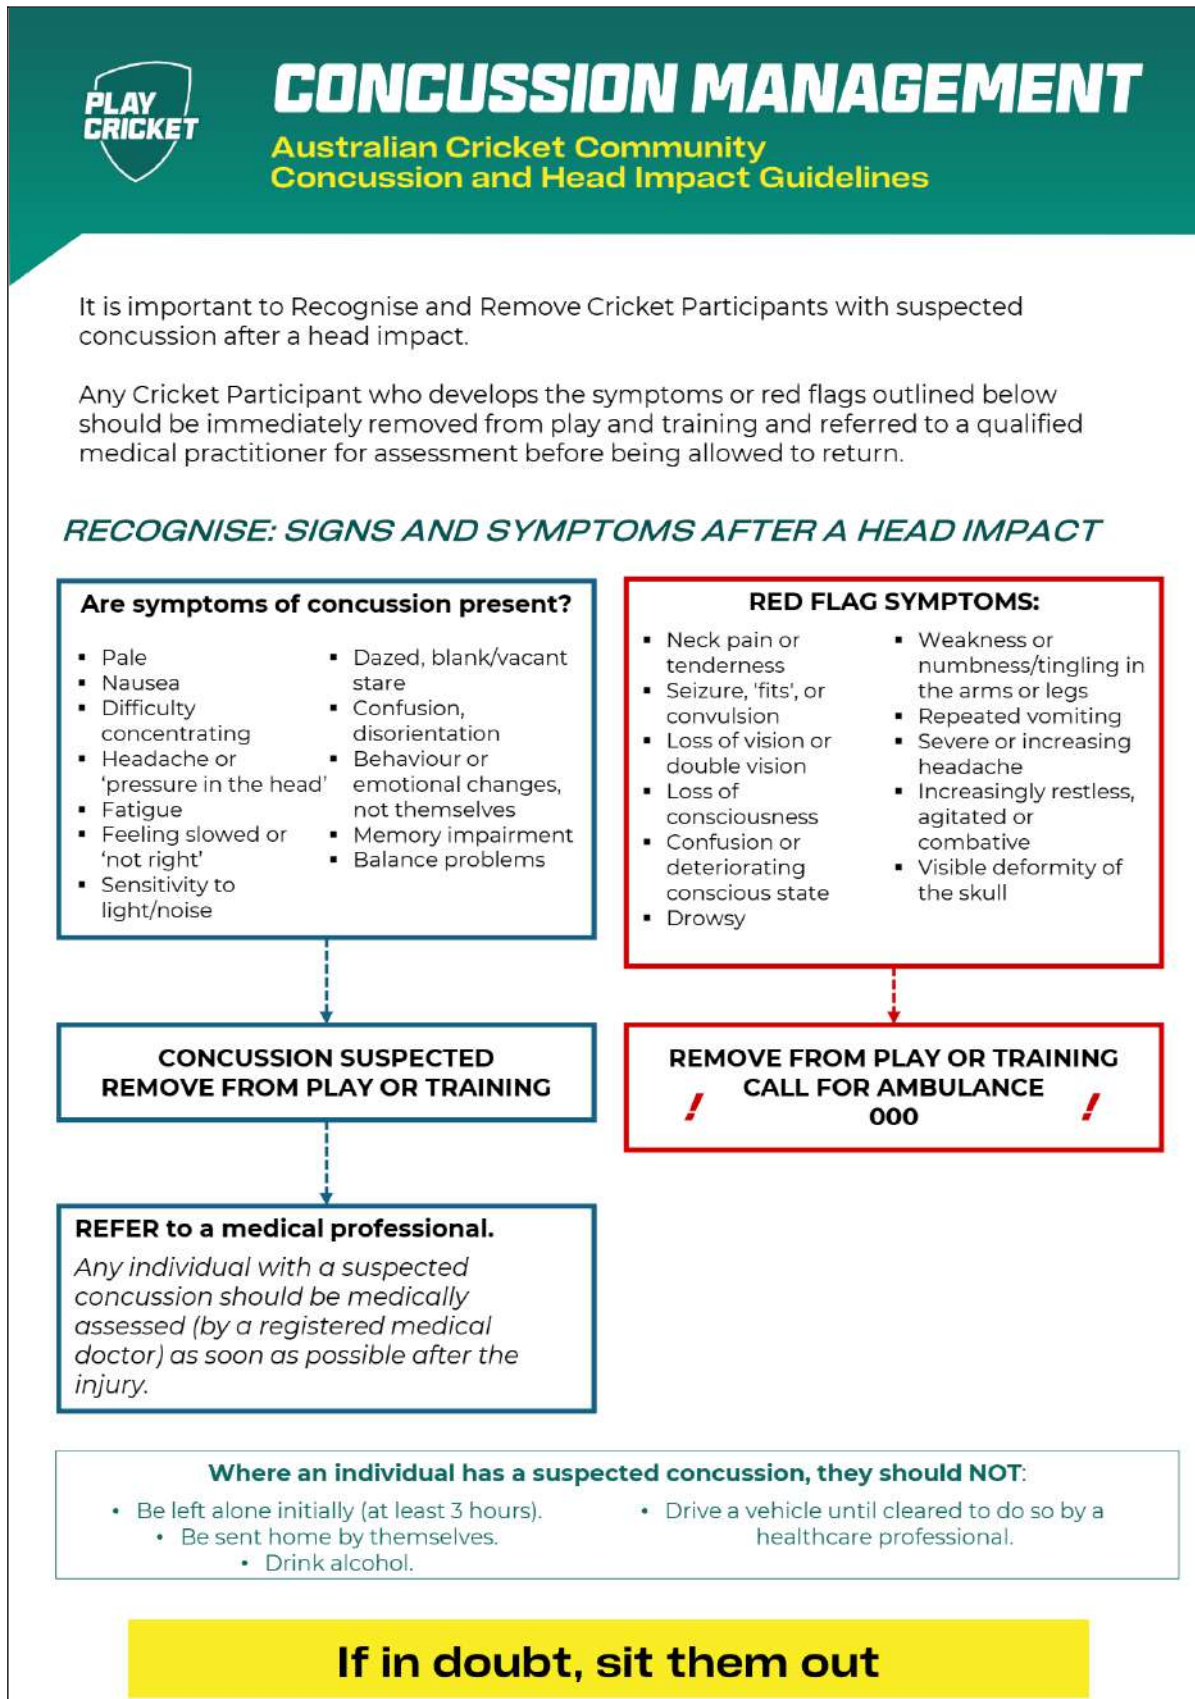 PLAY
CRICKET
CONCUSSION MANAGEMENT
Australian Cricket Community
Concussion and Head Impact Guidelines
It is important to Recognise and Remove Cricket Participants with suspected
concussion after a head impact.
Any Cricket Participant who develops the symptoms or red flags outlined below
should be immediately removed from play and training and referred to a qualified
medical practitioner for assessment before being allowed to return.
RECOGNISE: SIGNS AND SYMPTOMS AFTER A HEAD IMPACT
Are symptoms of concussion present?
▪ Pale
▪ Nausea
▪ Difficulty
concentrating
▪ Headache or
‘pressure in the head’
▪ Fatigue
▪ Feeling slowed or
‘not right’
▪ Sensitivity to
light/noise
▪ Dazed, blank/vacant
stare
▪ Confusion,
disorientation
▪ Behaviour or
emotional changes,
not themselves
▪ Memory impairment
▪ Balance problems
RED FLAG SYMPTOMS:
▪ Neck pain or
tenderness
▪ Seizure, 'fits', or
convulsion
▪ Loss of vision or
double vision
▪ Loss of
consciousness
▪ Confusion or
deteriorating
conscious state
▪ Drowsy
▪ Weakness or
numbness/tingling in
the arms or legs
▪ Repeated vomiting
▪ Severe or increasing
headache
▪ Increasingly restless,
agitated or
combative
▪ Visible deformity of
the skull
CONCUSSION SUSPECTED
REMOVE FROM PLAY OR TRAINING
REMOVE FROM PLAY OR TRAINING
CALL FOR AMBULANCE
! 000 !
REFER to a medical professional.
Any individual with a suspected
concussion should be medically
assessed (by a registered medical
doctor) as soon as possible after the
injury.
Where an individual has a suspected concussion, they should NOT:
• Be left alone initially (at least 3 hours).
• Be sent home by themselves.
• Drink alcohol.
• Drive a vehicle until cleared to do so by a
healthcare professional.
If in doubt, sit them out